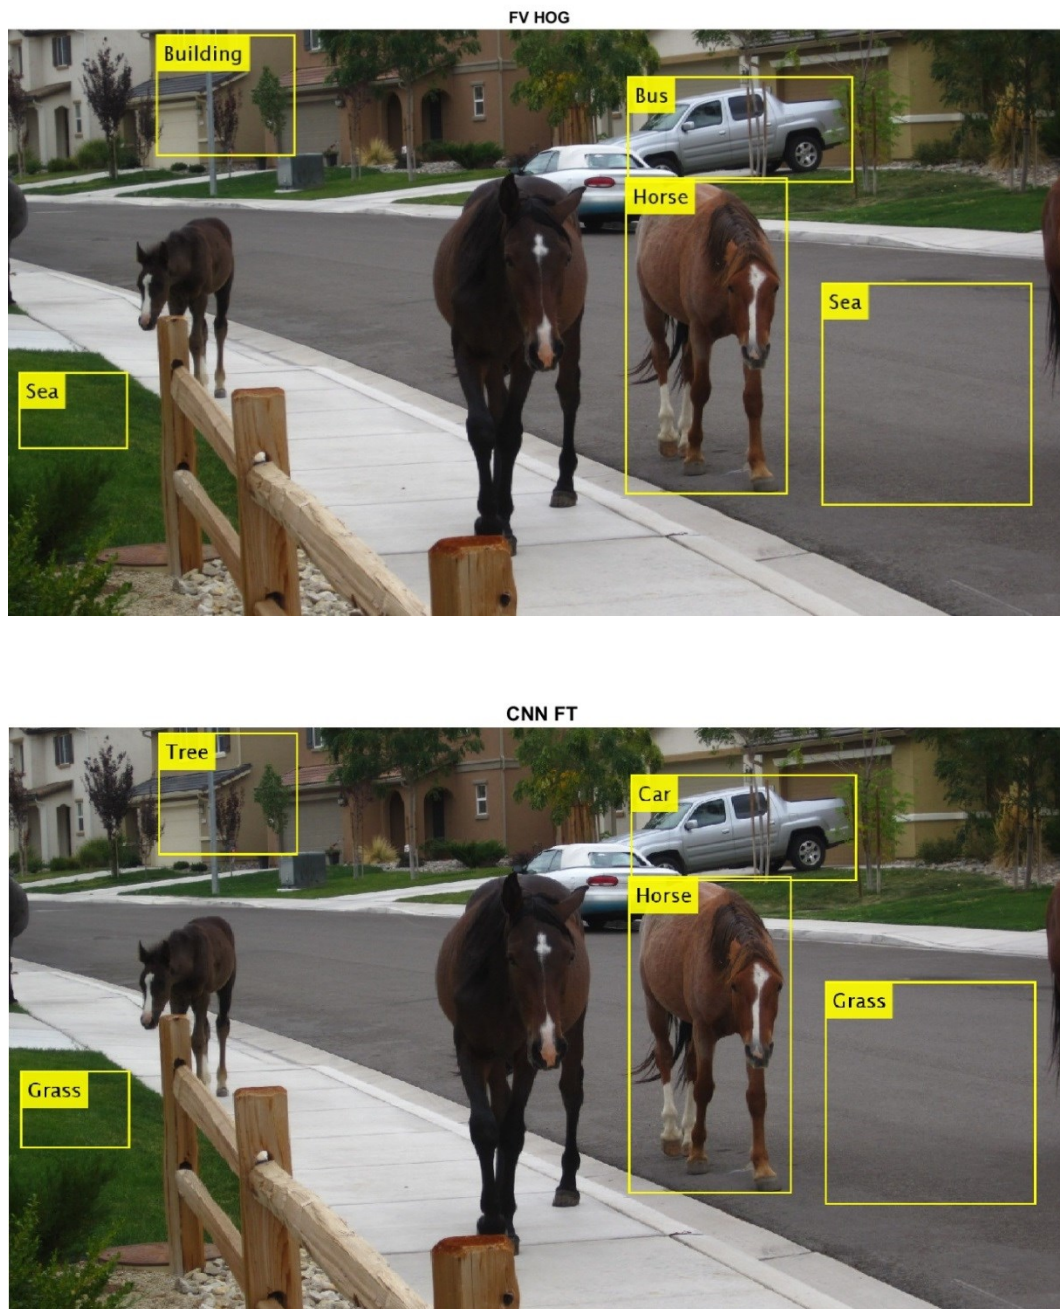 FV HOG
Building
Bus
Horse
Sea
Sea
CNN FT
Tree
Car
Horse
Grass
Grass